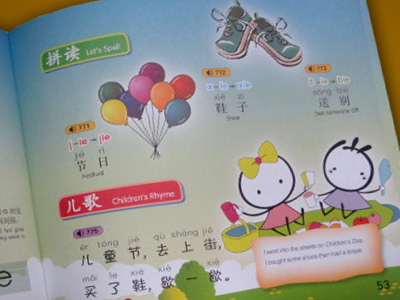 拼读 Let's Spell
771
j-ie→jie
jié rì
节 日
Festival
772
x-ie→xie
xié zi
鞋 子
Shoe
773
b-ie→bie
sòng bié
送 别
See someone Off
儿歌 Children's Rhyme
775
ér tóng jié, qù shàng jiē
儿 童 节, 去 上 街,
mǎi le xié xiē yì xiē
买 了 鞋, 歇 一 歇。
I went into the streets on Children's Day,
I bought some shoes then had a break.
53